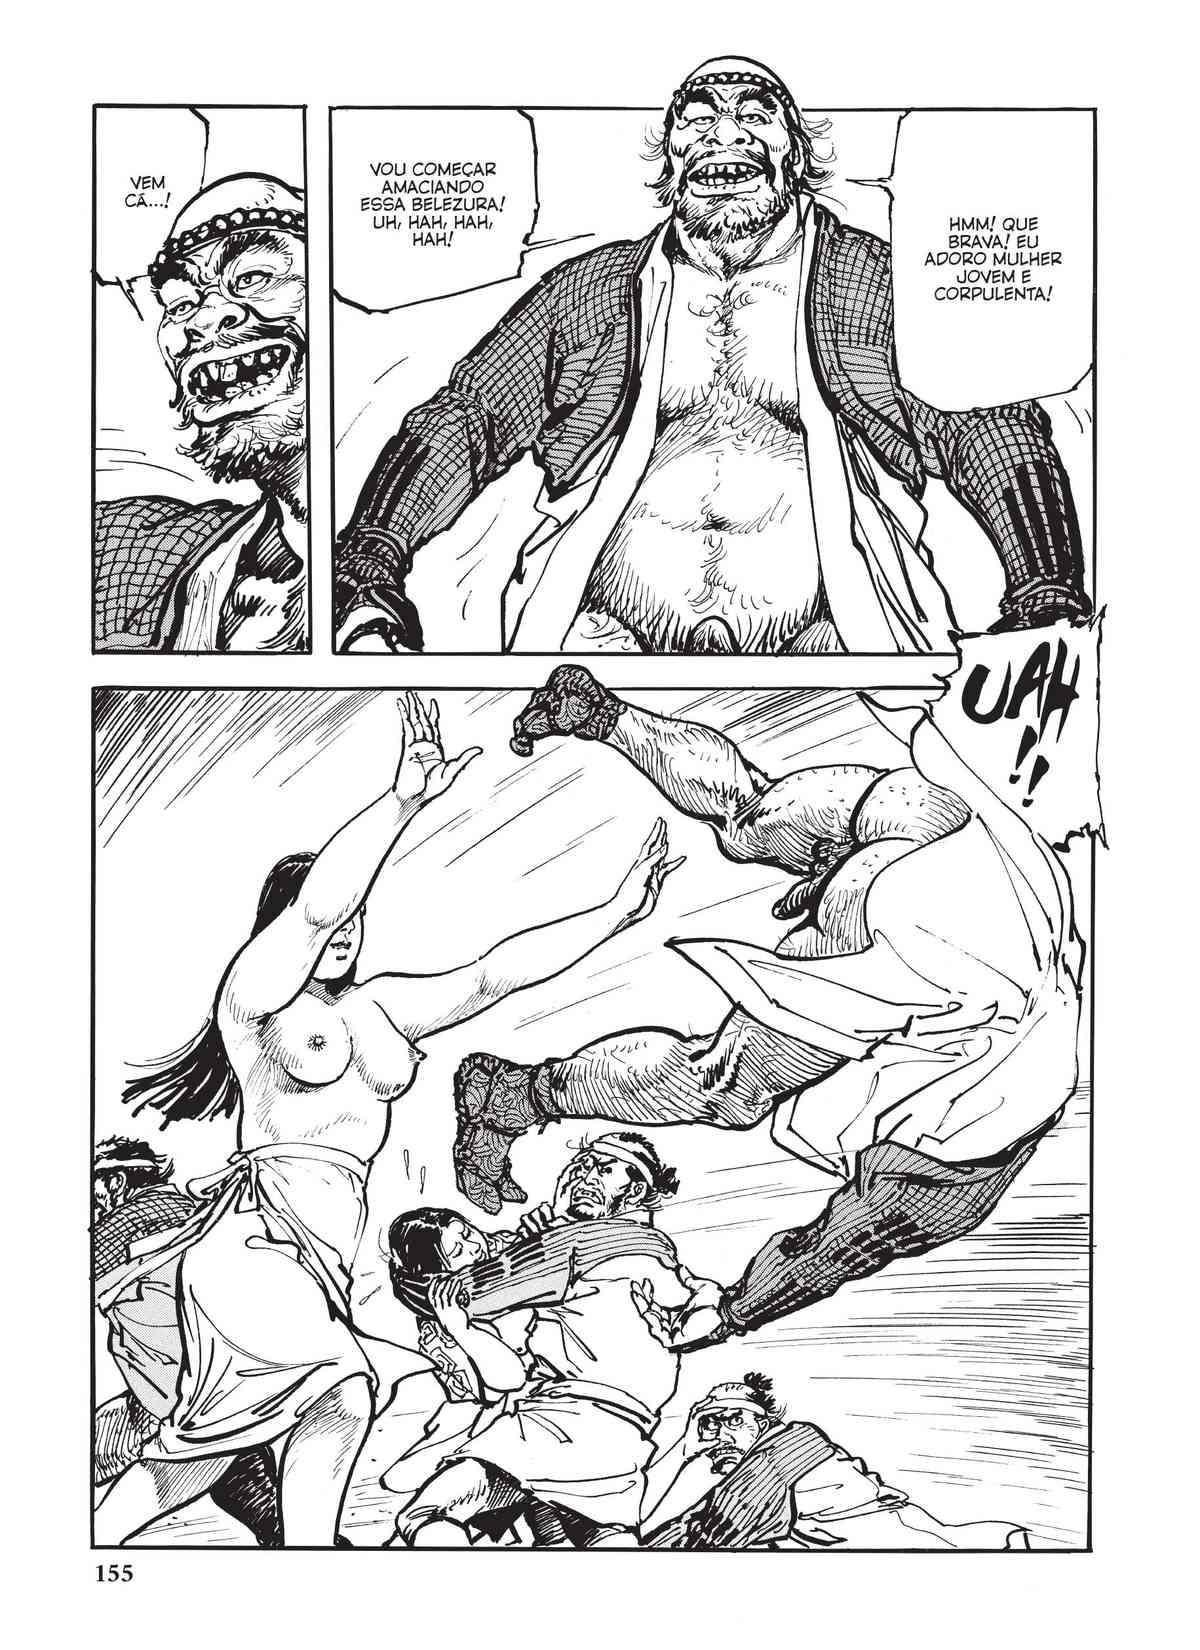 HMM! QUE
BRAVA! EU
ADORO MULHER
JOVEM E
CORPULENTA!
VOU COMEÇAR
AMACIANDO
ESSA BELEZURA!
UH, HAH, HAH,
HAH!
VEM
CÁ...!
UAH
!!
155